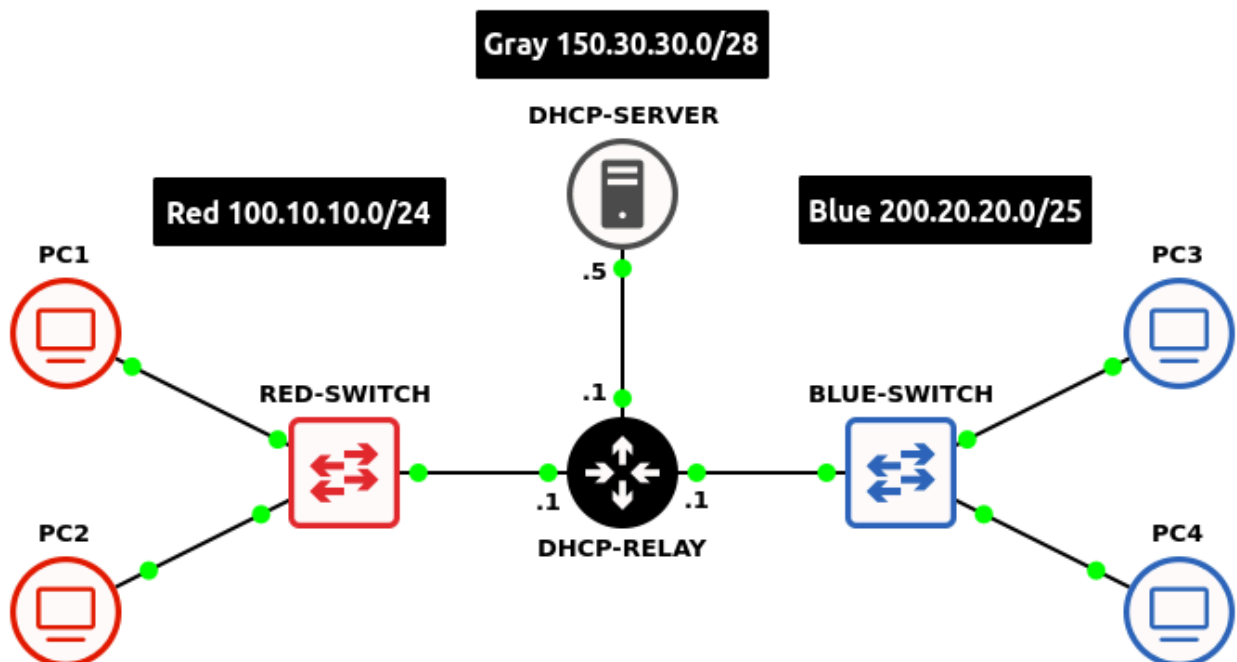 Gray 150.30.30.0/28
DHCP-SERVER
Red 100.10.10.0/24
Blue 200.20.20.0/25
PC1
PC3
.5
RED-SWITCH
.1
BLUE-SWITCH
.1
.1
PC2
DHCP-RELAY
PC4